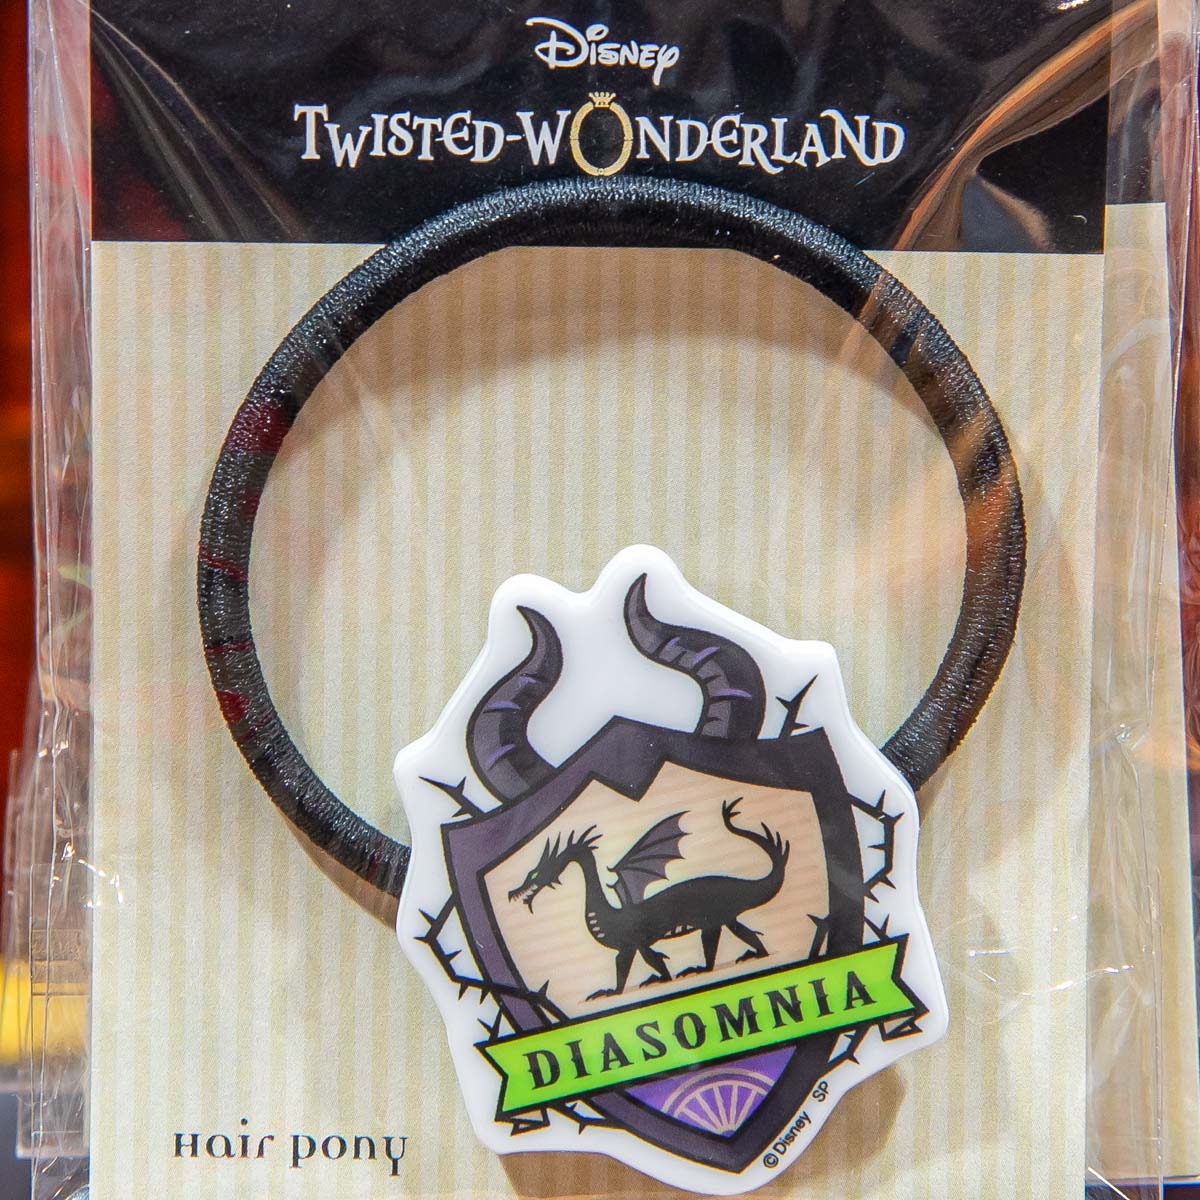 Disney
TWISTED-WONDERLAND
DIASOMNIA
©Disney SP
Hair pony